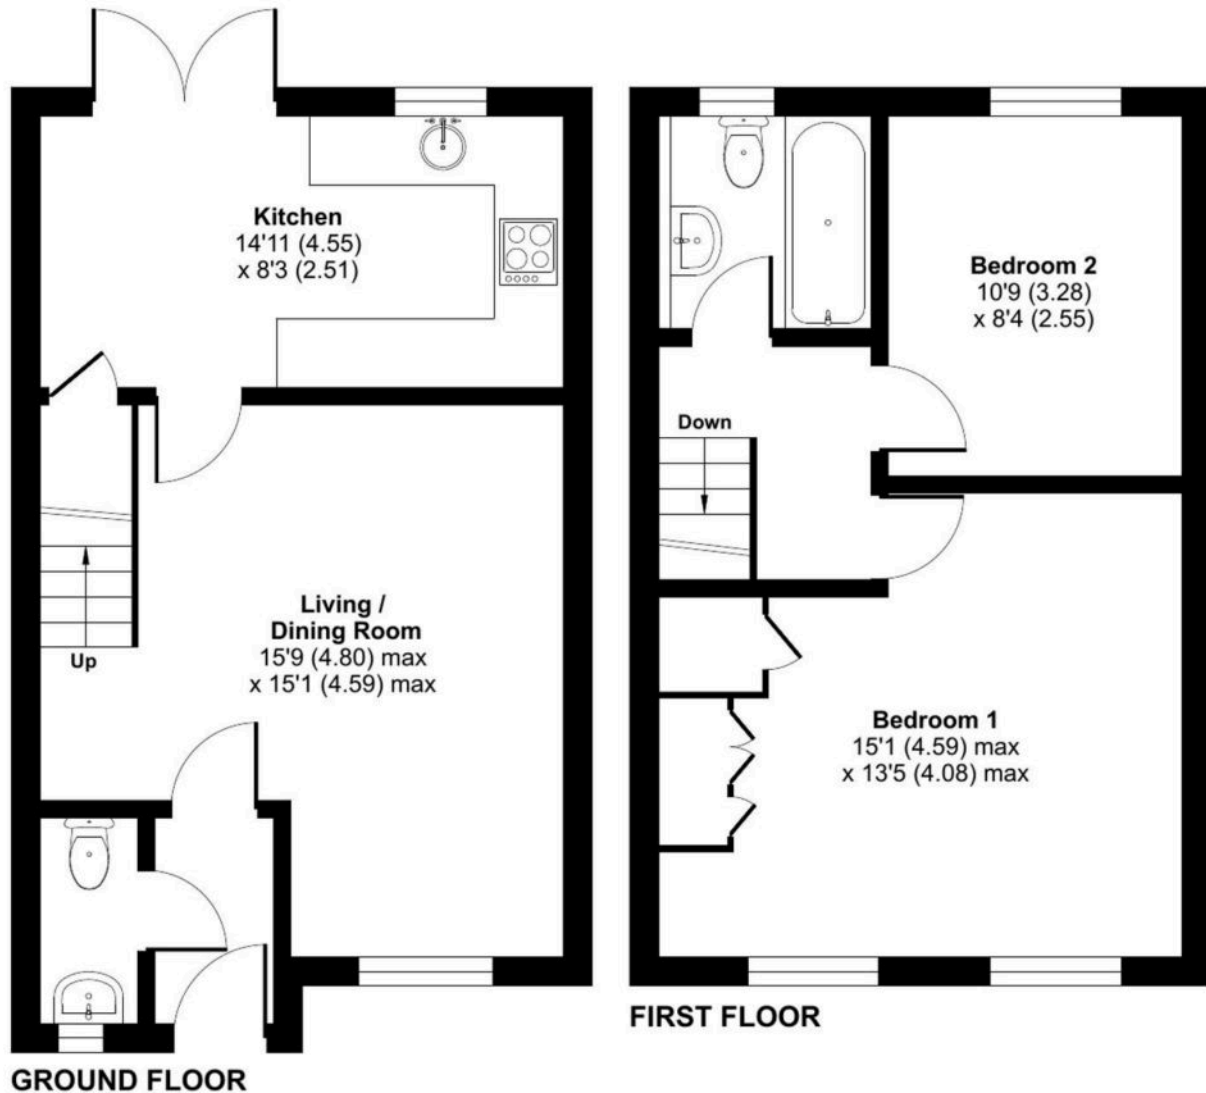 Kitchen
14'11 (4.55)
x 8'3 (2.51)
Up
Living /
Dining Room
15'9 (4.80) max
x 15'1 (4.59) max
GROUND FLOOR
Bedroom 2
10'9 (3.28)
x 8'4 (2.55)
Down
Bedroom 1
15'1 (4.59) max
x 13'5 (4.08) max
FIRST FLOOR